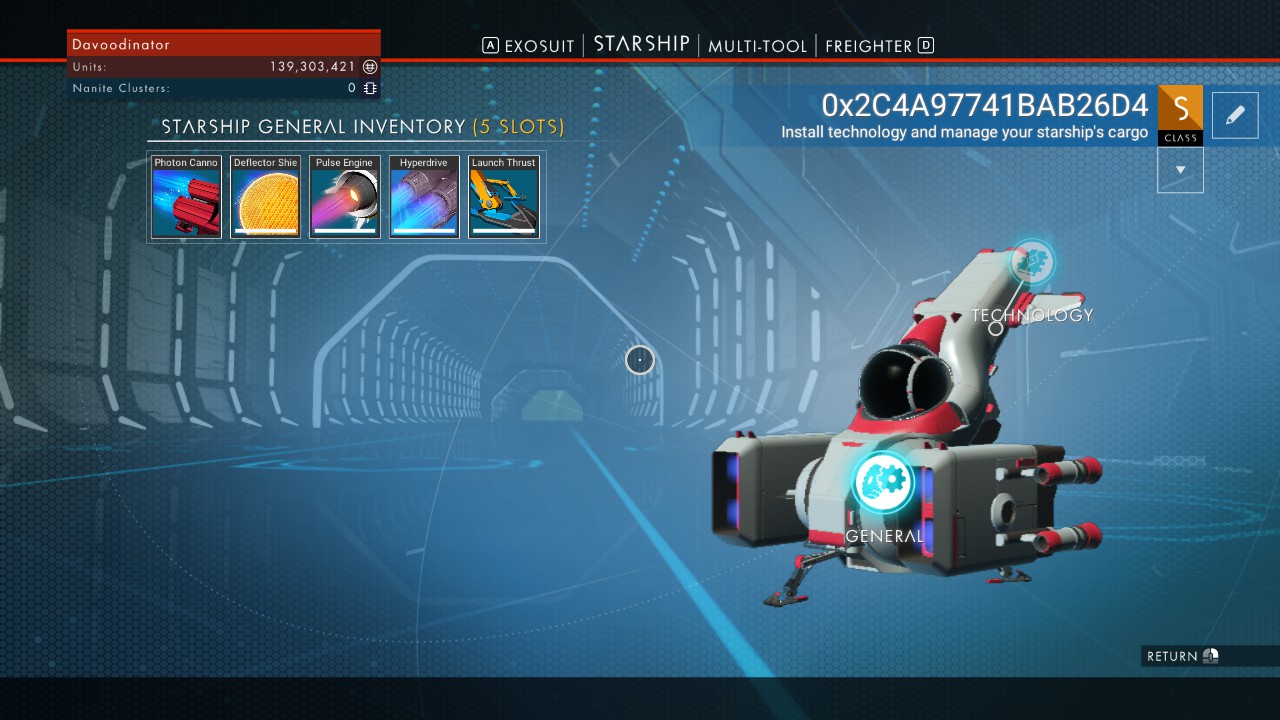 Davoodinator
Units: 139,303,421
Nanite Clusters: 0
A EXOSUIT STARSHIP MULTI-TOOL FREIGHTER D
STARSHIP GENERAL INVENTORY (5 SLOTS)
Photon Canno Deflector Shie Pulse Engine Hyperdrive Launch Thrust
0x2C4A97741BAB26D4
Install technology and manage your starship's cargo
S
CLASS
TECHNOLOGY
GENERAL
RETURN